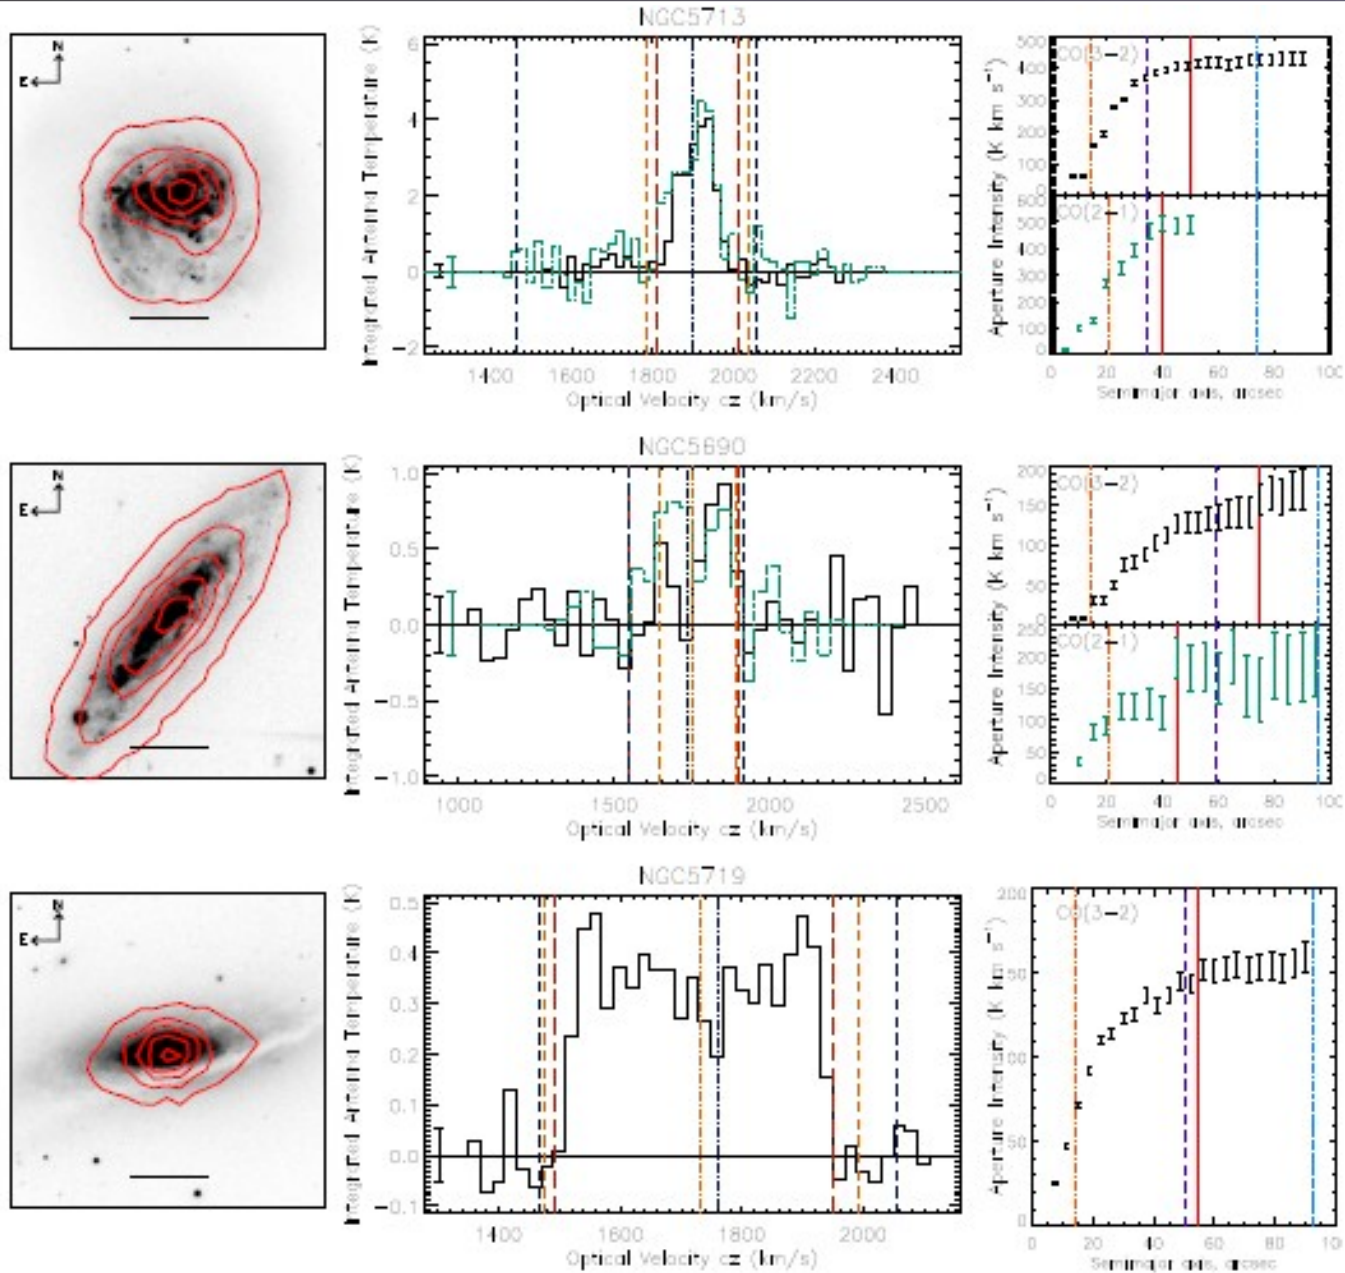 NGC5713
N
E
Integrated Antenna Temperature (K)
6
4
2
0
−2
1400 1600 1800 2000 2200 2400
Optical Velocity cz (km/s)
Aperture Intensity (K km s⁻¹)
CO(3−2)
500
400
300
200
100
0
CO(2−1)
600
500
400
300
200
100
0
0 20 40 60 80 100
Semimajor axis, arcsec
NGC5690
N
E
Integrated Antenna Temperature (K)
1.0
0.5
0.0
−0.5
−1.0
1000 1500 2000 2500
Optical Velocity cz (km/s)
Aperture Intensity (K km s⁻¹)
CO(3−2)
200
150
100
50
0
CO(2−1)
250
200
150
100
50
0
0 20 40 60 80 100
Semimajor axis, arcsec
NGC5719
N
E
Integrated Antenna Temperature (K)
0.5
0.4
0.3
0.2
0.1
0.0
−0.1
1400 1600 1800 2000
Optical Velocity cz (km/s)
Aperture Intensity (K km s⁻¹)
CO(3−2)
200
150
100
50
0
0 20 40 60 80 100
Semimajor axis, arcsec